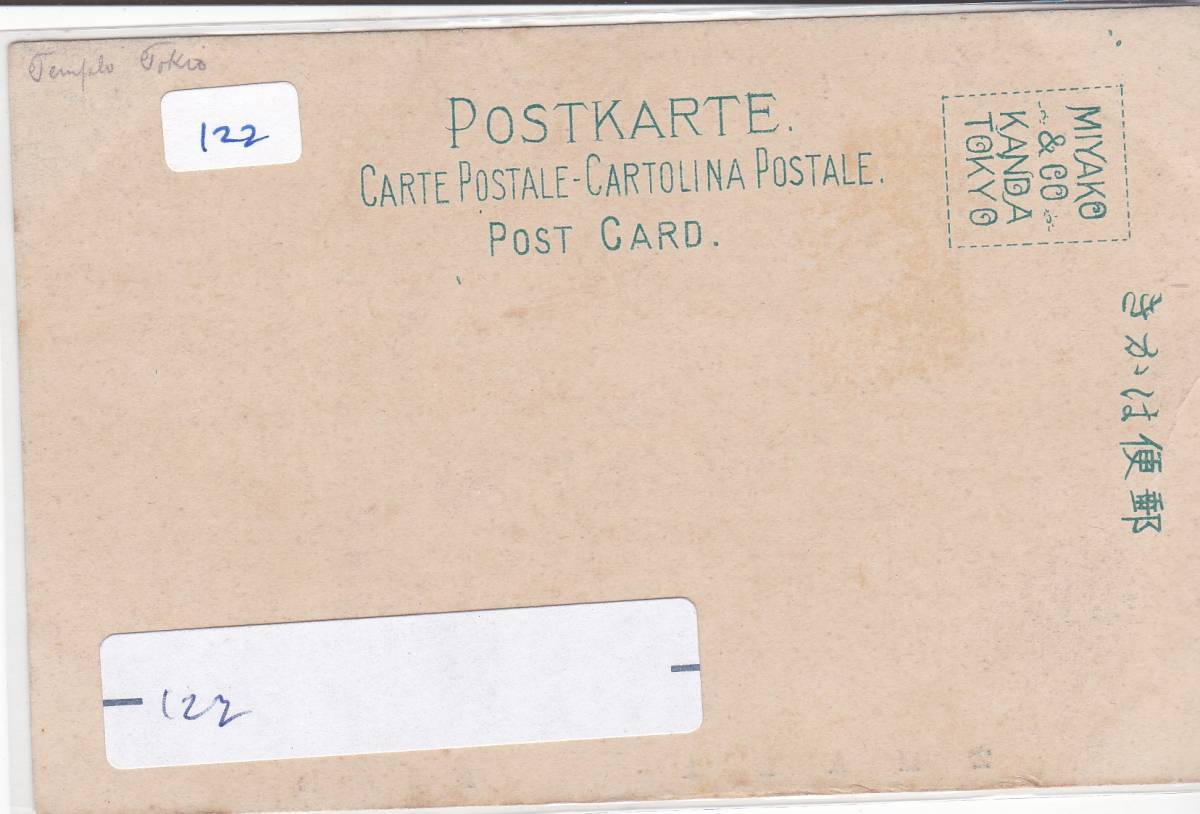 Templo Tokio
122
POSTKARTE.
CARTE POSTALE-CARTOLINA POSTALE.
POST CARD.
MIYAKO
& CO
KANDA
TOKYO
きかは便郵
122